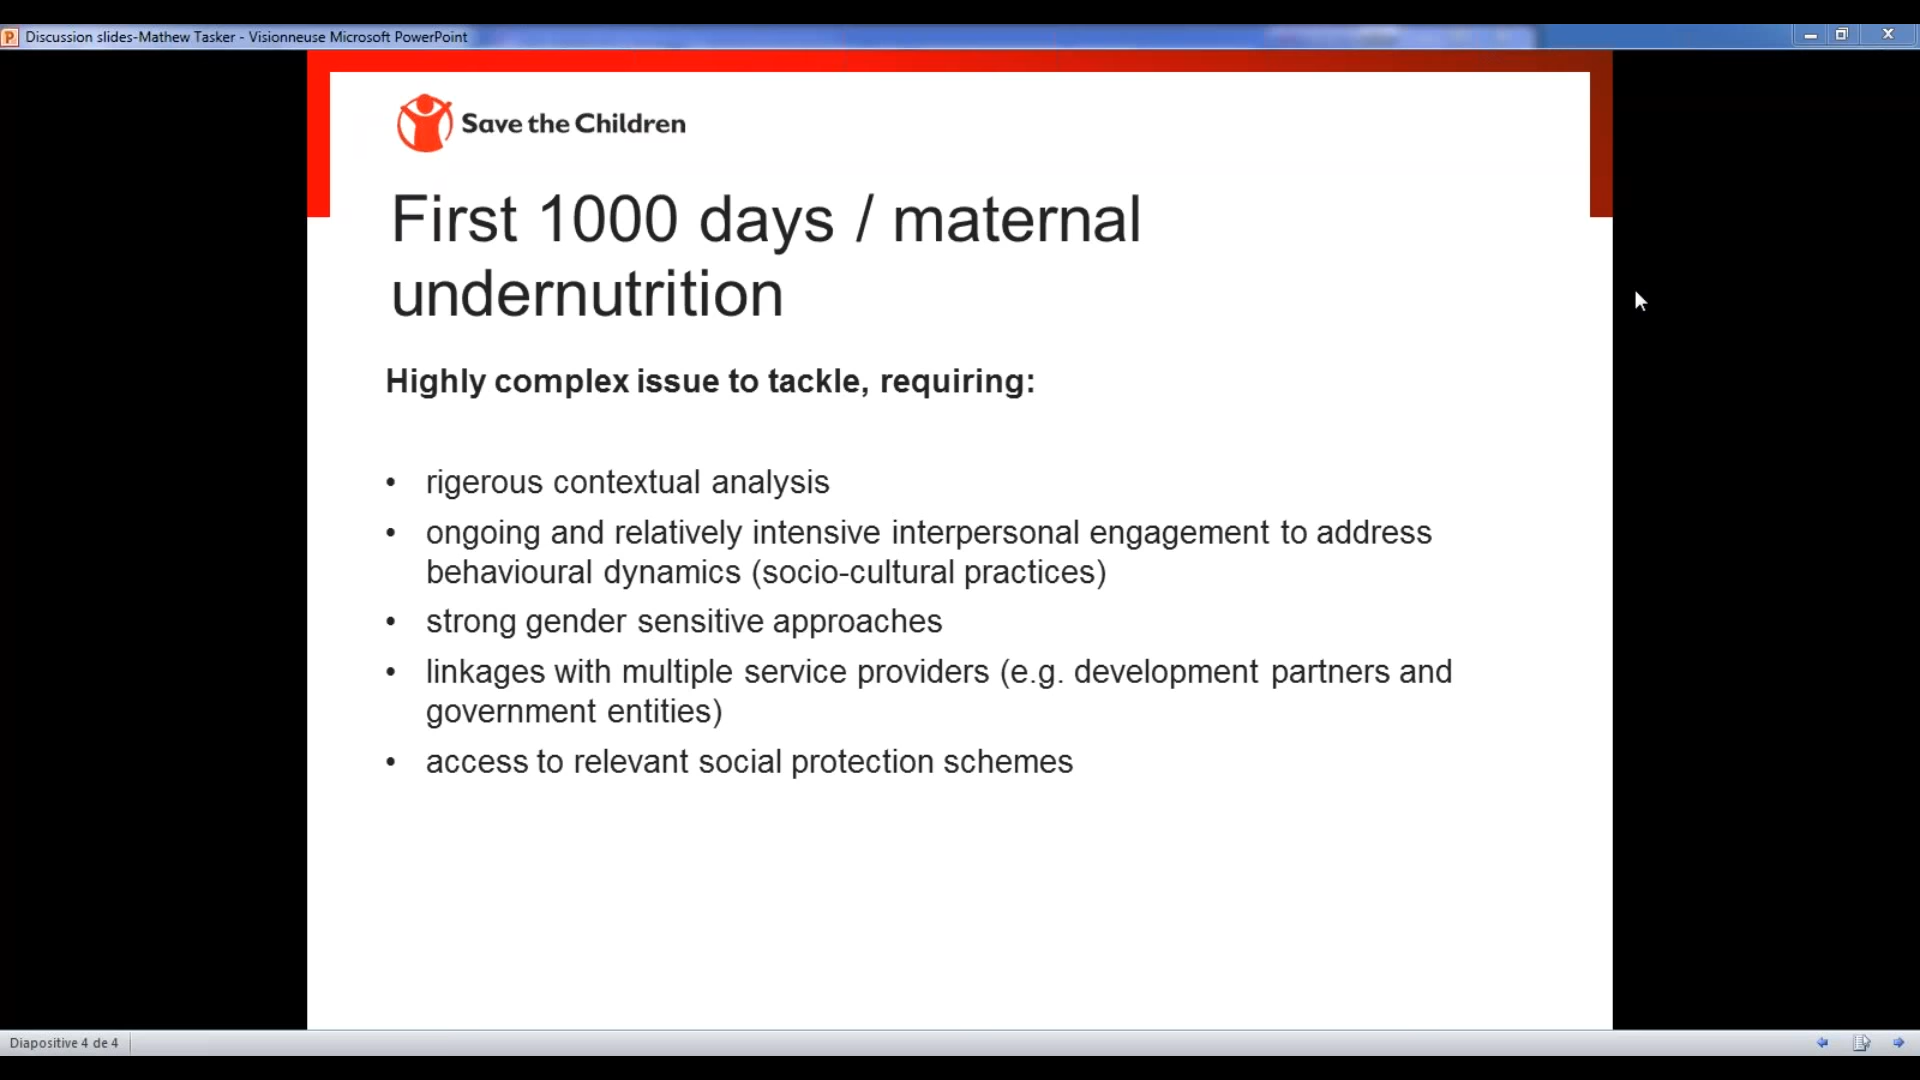 Discussion slides-Mathew Tasker - Visionneuse Microsoft PowerPoint
Save the Children
First 1000 days / maternal
undernutrition
Highly complex issue to tackle, requiring:
• rigerous contextual analysis
• ongoing and relatively intensive interpersonal engagement to address
behavioural dynamics (socio-cultural practices)
• strong gender sensitive approaches
• linkages with multiple service providers (e.g. development partners and
government entities)
• access to relevant social protection schemes
Diapositive 4 de 4